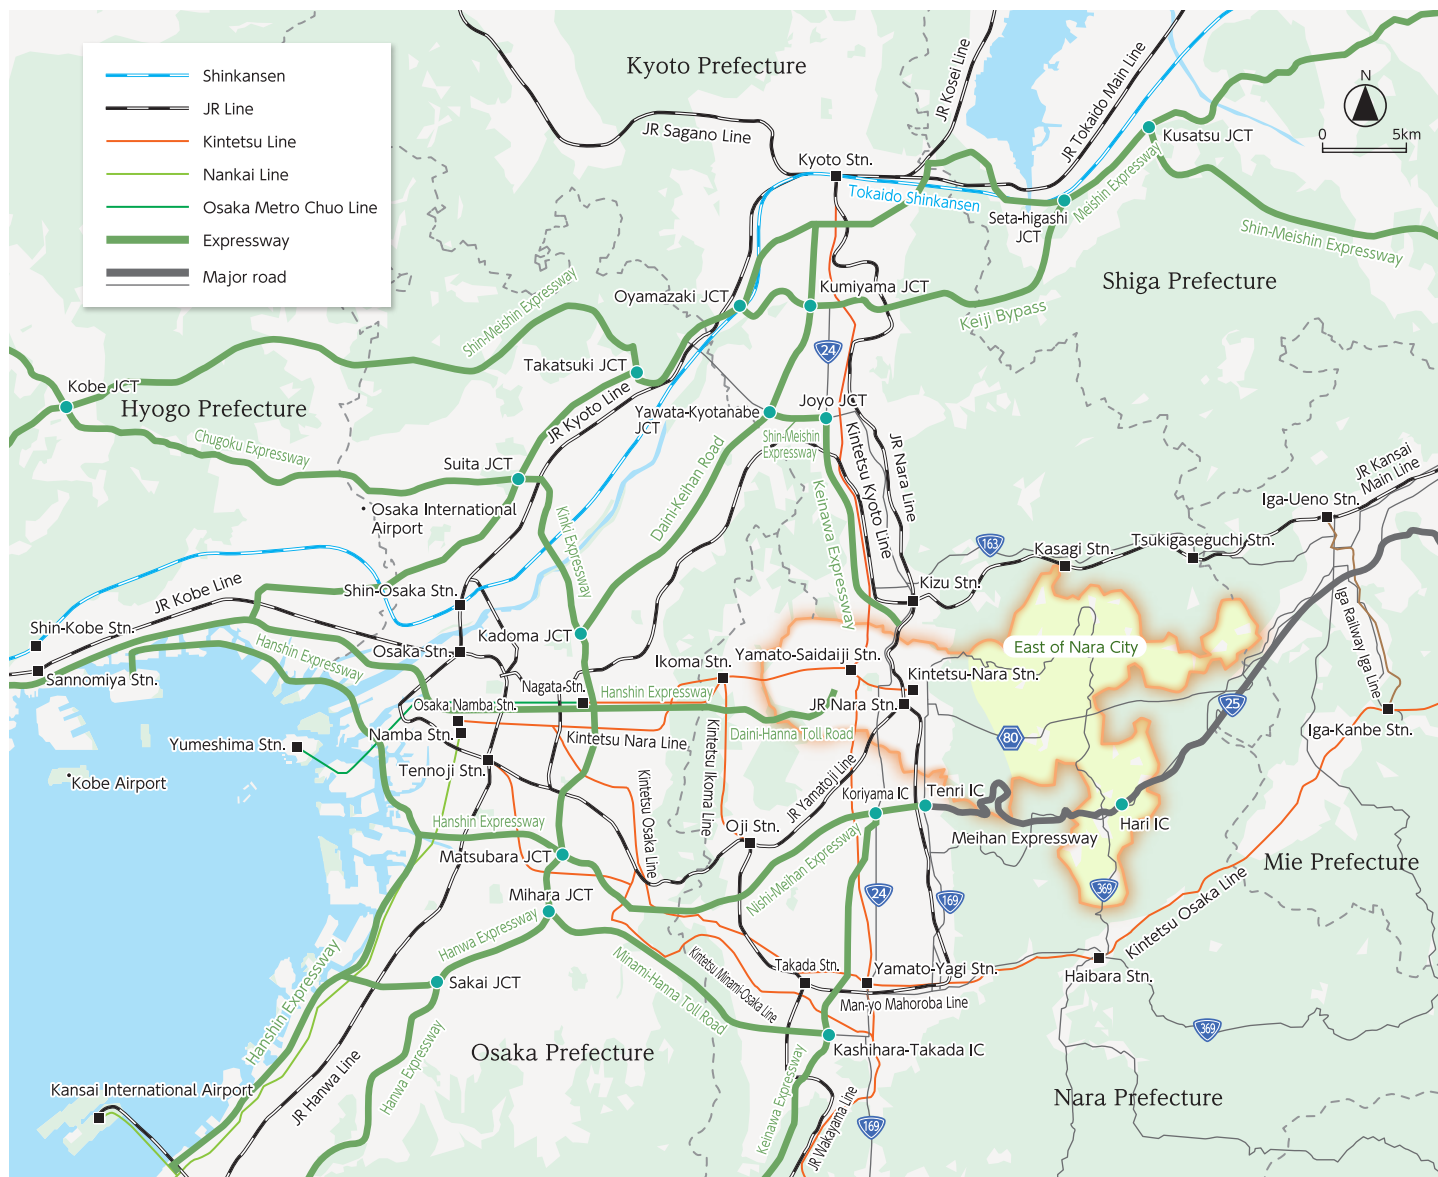 Shinkansen
JR Line
Kintetsu Line
Nankai Line
Osaka Metro Chuo Line
Expressway
Major road
Kyoto Prefecture
JR Sagano Line
JR Kosei Line
JR Tokaido Main Line
N
0 5km
Kusatsu JCT
Meishin Expressway
Kyoto Stn.
Tokaido Shinkansen
Seta-higashi
JCT
Shin-Meishin Expressway
Shiga Prefecture
Shin-Meishin Expressway
Oyamazaki JCT
Kumiyama JCT
Keiji Bypass
24
Takatsuki JCT
Kobe JCT
Hyogo Prefecture
JR Kyoto Line
Yawata-Kyotanabe
JCT
Joyo JCT
Shin-Meishin
Expressway
Chugoku Expressway
Suita JCT
Daini-Keihan Road
Kintetsu Kyoto Line
JR Nara Line
Keinawa Expressway
JR Kansai
Main Line
Iga-Ueno Stn.
Osaka International
Airport
Kinki Expressway
163
Kasagi Stn.
Tsukigaseguchi Stn.
Kizu Stn.
JR Kobe Line
Shin-Osaka Stn.
Iga Railway Iga Line
Shin-Kobe Stn.
Kadoma JCT
East of Nara City
Hanshin Expressway
Osaka Stn.
Ikoma Stn.
Yamato-Saidaiji Stn.
Sannomiya Stn.
Kintetsu-Nara Stn.
Nagata Stn.
Hanshin Expressway
Osaka Namba Stn.
JR Nara Stn.
25
Iga-Kanbe Stn.
Namba Stn.
Kintetsu Nara Line
Daini-Hanna Toll Road
80
Yumeshima Stn.
Tennoji Stn.
Kobe Airport
Kintetsu Osaka Line
Kintetsu Ikoma Line
JR Yamatoji Line
Koriyama IC
Tenri IC
Hanshin Expressway
Oji Stn.
Meihan Expressway
Hari IC
Matsubara JCT
Nishi-Meihan Expressway
Mie Prefecture
Mihara JCT
24
169
369
Kintetsu Osaka Line
Hanwa Expressway
Minami-Hanna Toll Road
Kintetsu Minami-Osaka Line
Takada Stn.
Yamato-Yagi Stn.
Haibara Stn.
Sakai JCT
Man-yo Mahoroba Line
Hanshin Expressway
369
Osaka Prefecture
Kashihara-Takada IC
Hanwa Expressway
JR Hanwa Line
Kansai International Airport
Keinawa Expressway
JR Wakayama Line
169
Nara Prefecture